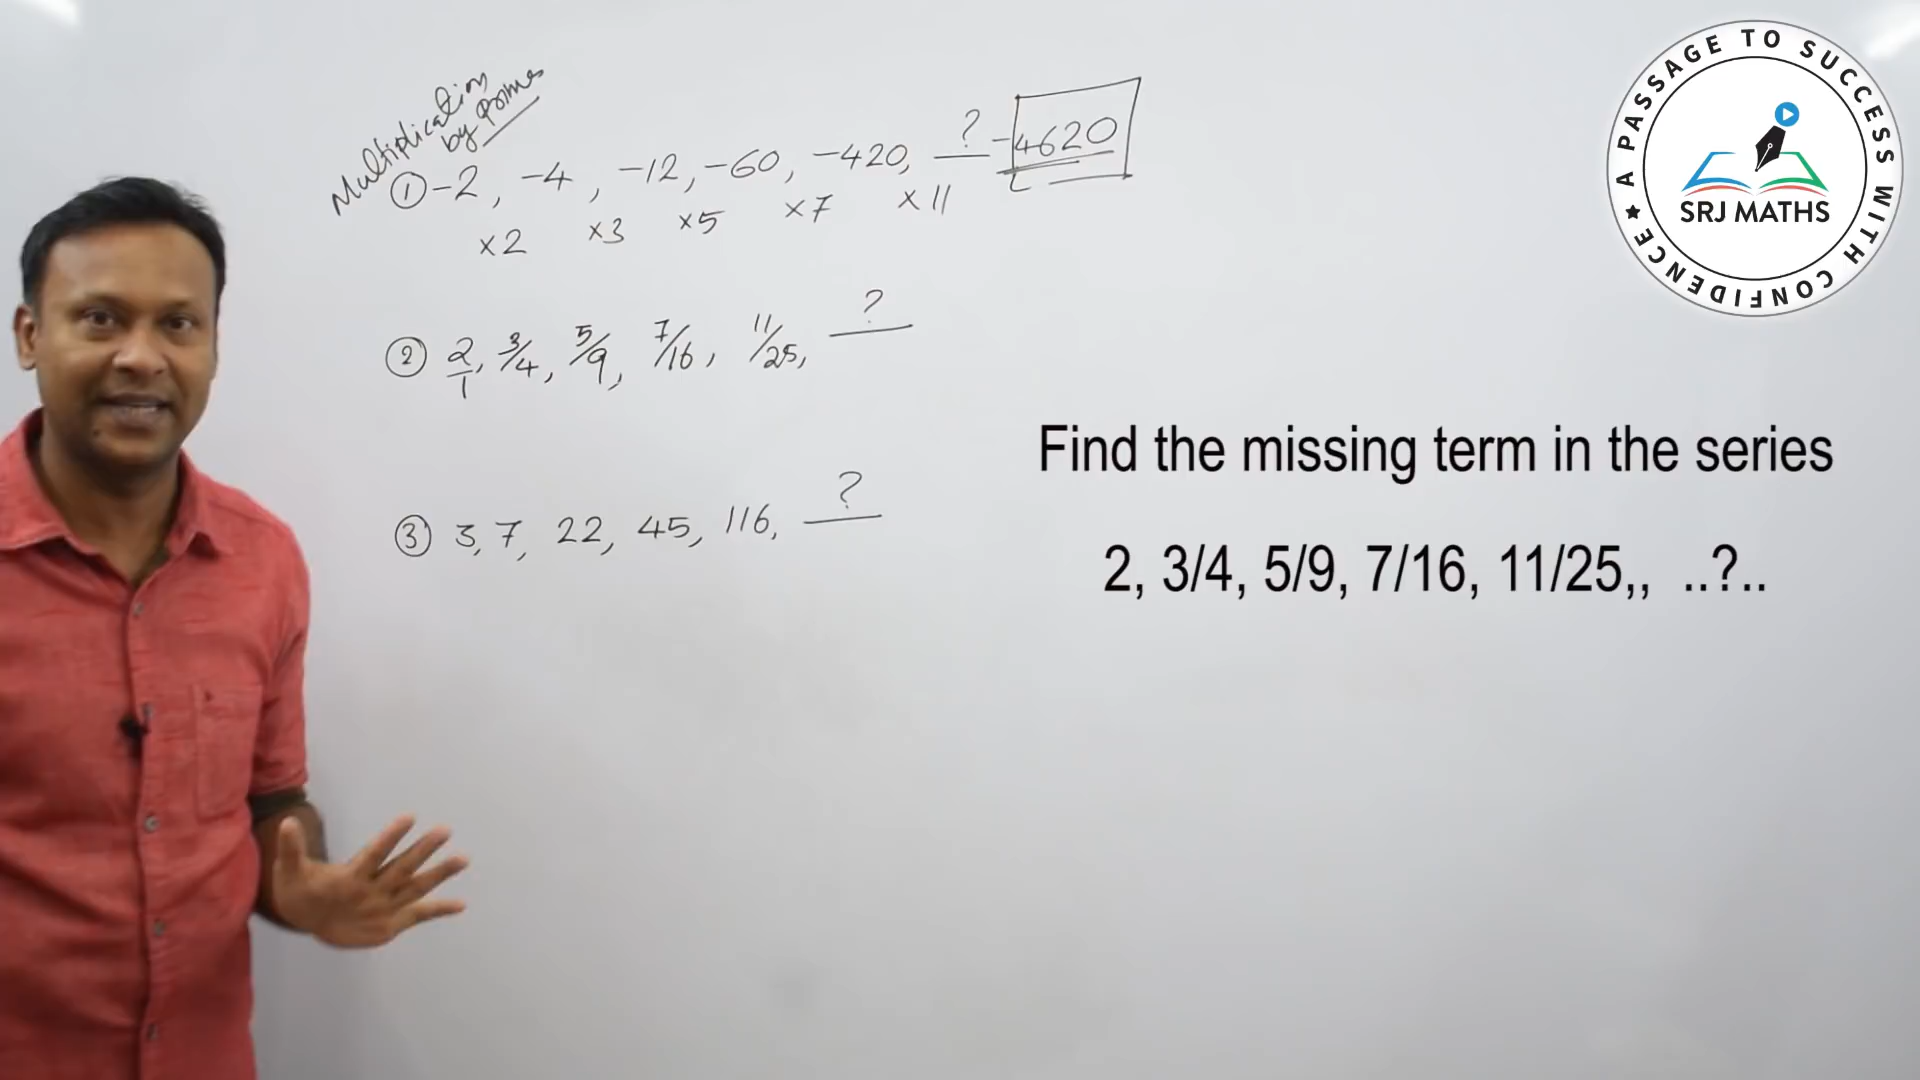 Multiplication
by primes
① -2, -4, -12, -60, -420, ? -4620
×2 ×3 ×5 ×7 ×11
② 2/1, 3/4, 5/9, 7/16, 11/25, ?
③ 3, 7, 22, 45, 116, ?
A PASSAGE TO SUCCESS WITH CONFIDENCE ★
SRJ MATHS
Find the missing term in the series
2, 3/4, 5/9, 7/16, 11/25,, ..?..